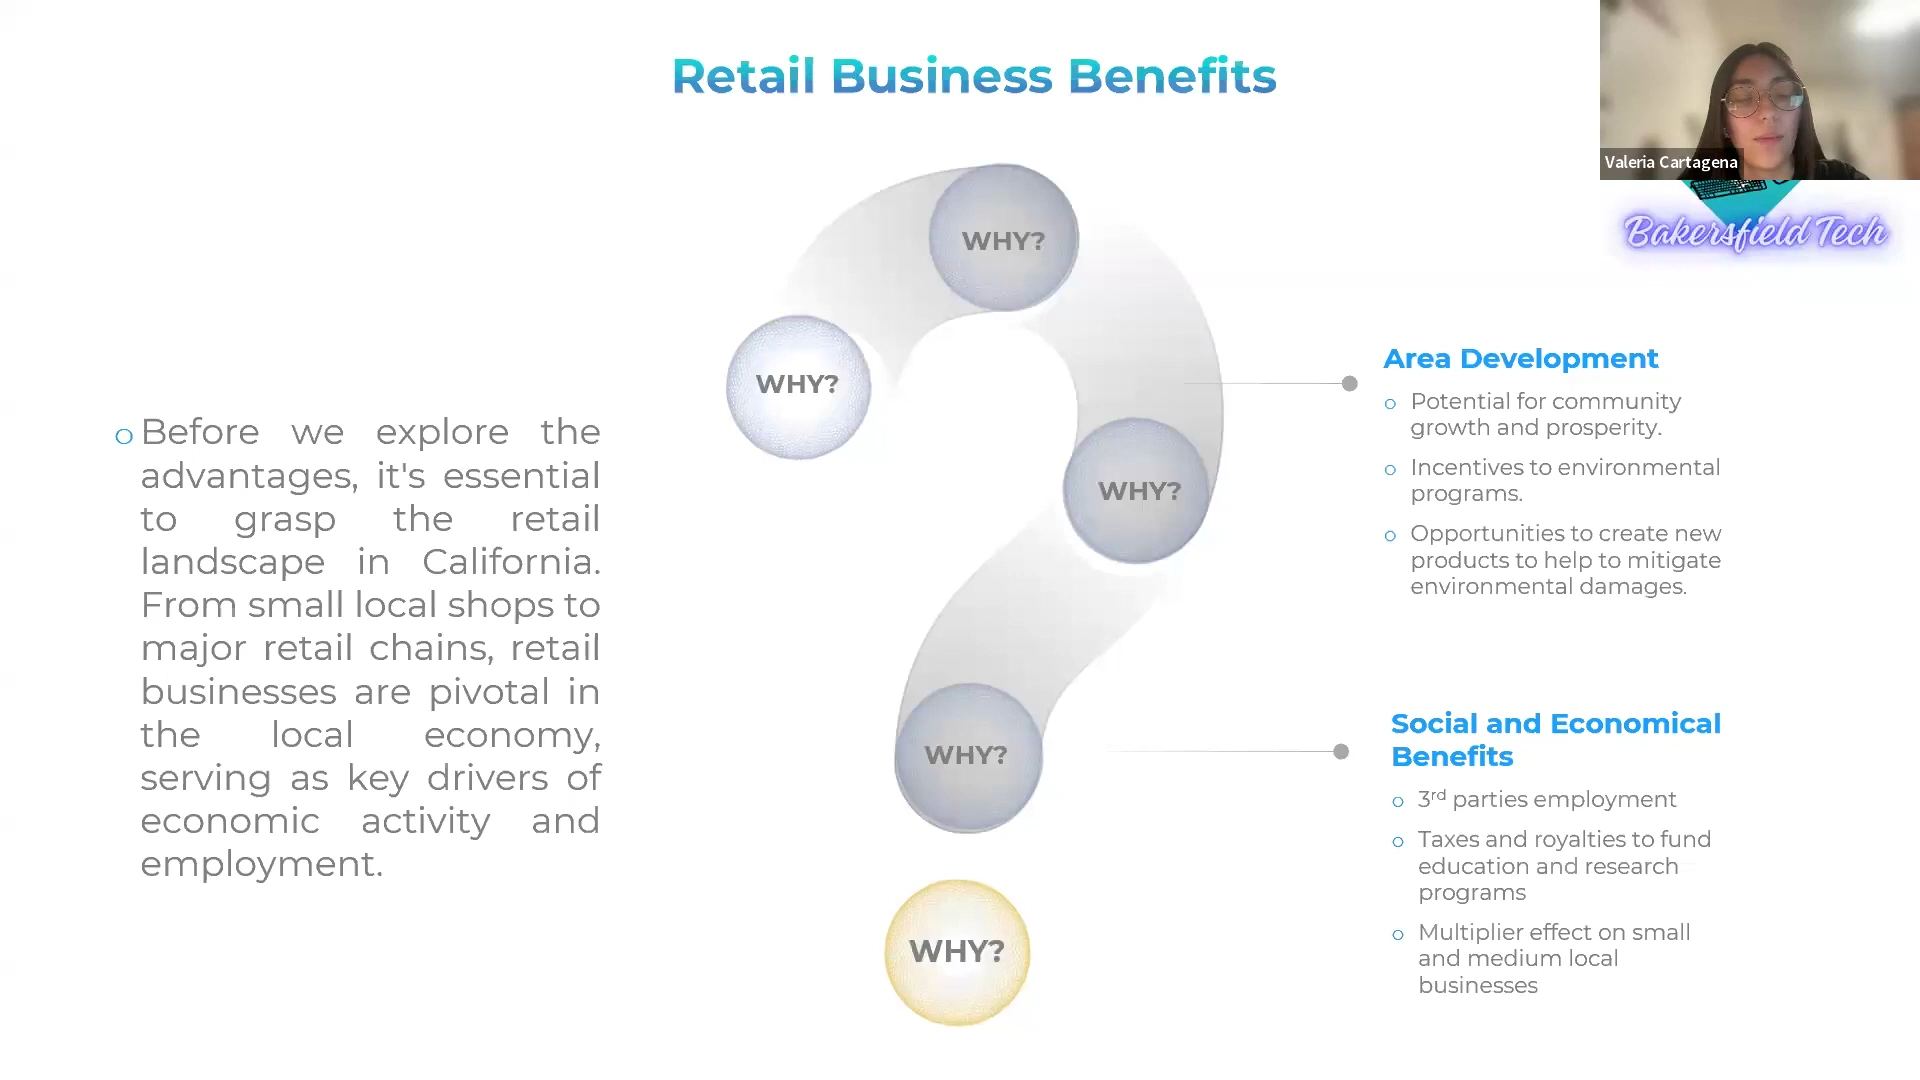 Retail Business Benefits
Valeria Cartagena
Bakersfield Tech
WHY?
WHY?
WHY?
WHY?
WHY?
o Before we explore the
advantages, it's essential
to grasp the retail
landscape in California.
From small local shops to
major retail chains, retail
businesses are pivotal in
the local economy,
serving as key drivers of
economic activity and
employment.
Area Development
o Potential for community
growth and prosperity.
o Incentives to environmental
programs.
o Opportunities to create new
products to help to mitigate
environmental damages.
Social and Economical
Benefits
o 3rd parties employment
o Taxes and royalties to fund
education and research
programs
o Multiplier effect on small
and medium local
businesses